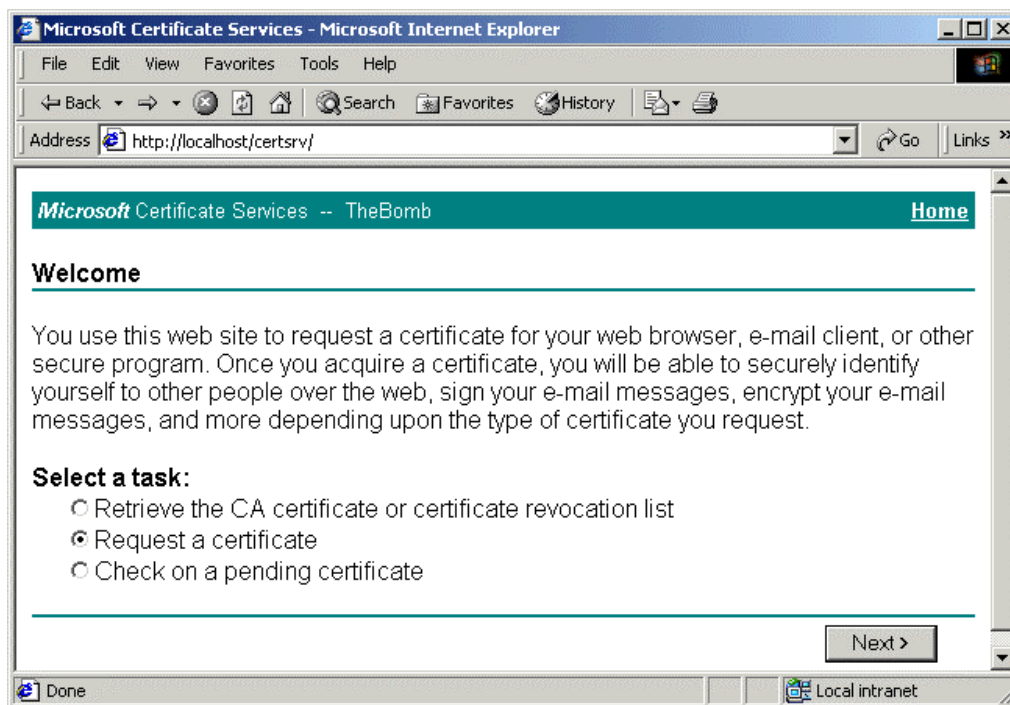 Microsoft Certificate Services - Microsoft Internet Explorer
File Edit View Favorites Tools Help
Back Search Favorites History
Address http://localhost/certsrv/ Go Links »
Microsoft Certificate Services -- TheBomb Home
Welcome
You use this web site to request a certificate for your web browser, e-mail client, or other
secure program. Once you acquire a certificate, you will be able to securely identify
yourself to other people over the web, sign your e-mail messages, encrypt your e-mail
messages, and more depending upon the type of certificate you request.
Select a task:
Retrieve the CA certificate or certificate revocation list
Request a certificate
Check on a pending certificate
Next >
Done Local intranet